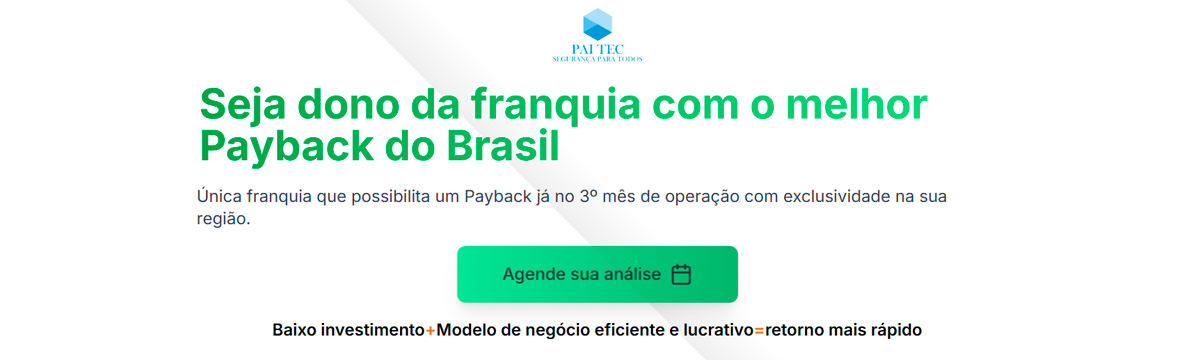 PAI TEC
SEGURANÇA PARA TODOS
Seja dono da franquia com o melhor
Payback do Brasil
Única franquia que possibilita um Payback já no 3º mês de operação com exclusividade na sua
região.
Agende sua análise
Baixo investimento+Modelo de negócio eficiente e lucrativo=retorno mais rápido